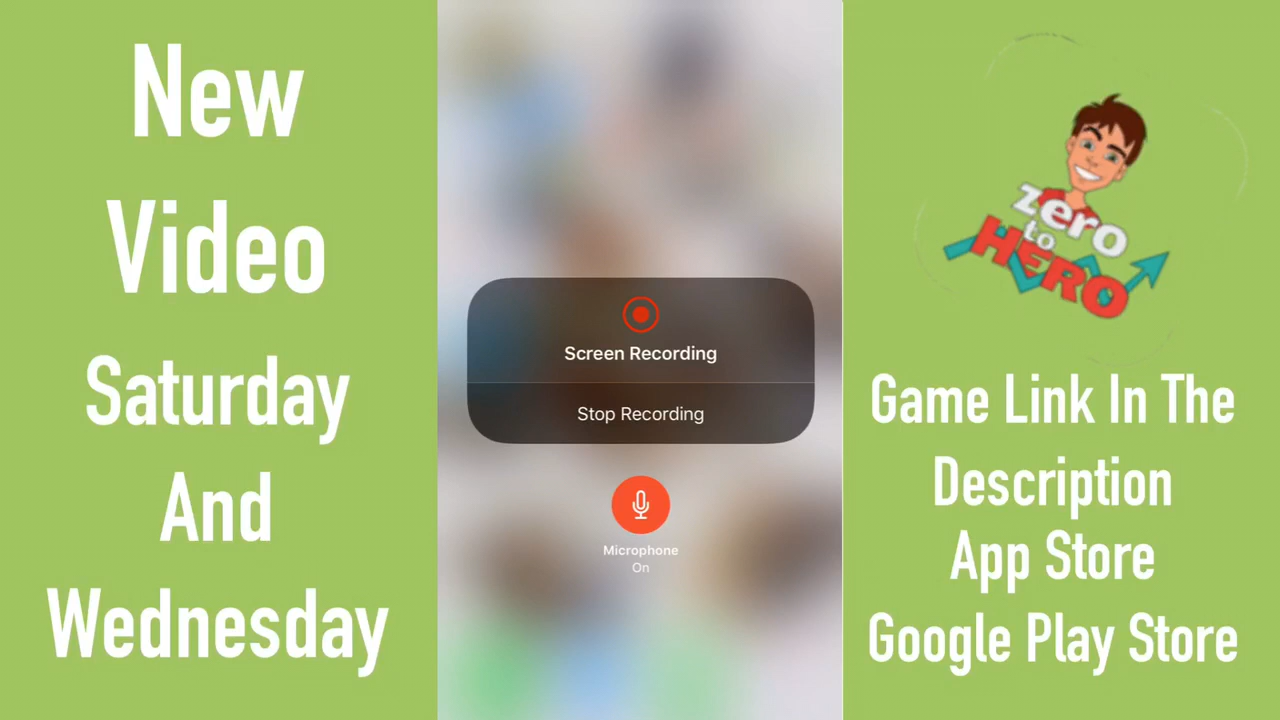 New
Video
Saturday
And
Wednesday
Screen Recording
Stop Recording
Microphone
On
zero
to
HERO
Game Link In The
Description
App Store
Google Play Store